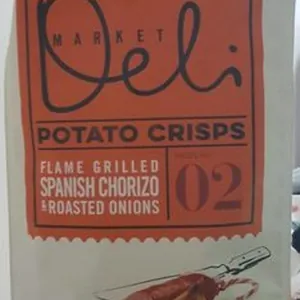 MARKET
Deli
POTATO CRISPS
FLAME GRILLED
SPANISH CHORIZO
& ROASTED ONIONS
02